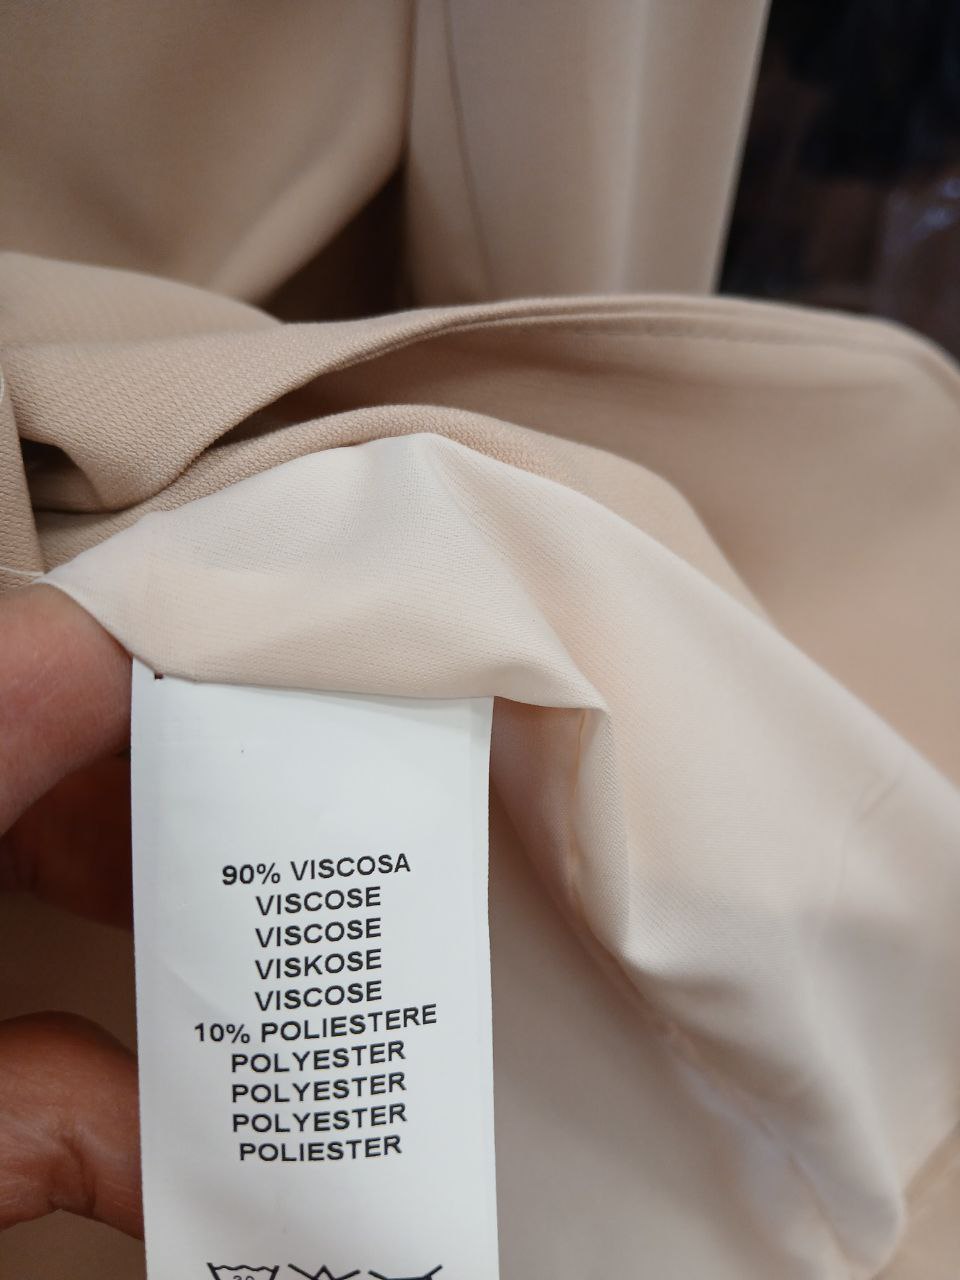 90% VISCOSA
VISCOSE
VISCOSE
VISKOSE
VISCOSE
10% POLIESTERE
POLYESTER
POLYESTER
POLYESTER
POLIESTER